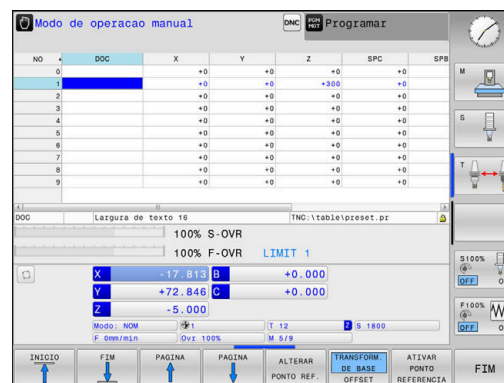 Modo de operacao manual
DNC
PGM MGT
Programar
NO DOC X Y Z SPC SPB
0 +0 +0 +0 +0
1 +0 +0 +300 +0
2 +0 +0 +0 +0
3 +0 +0 +0 +0
4 +0 +0 +0 +0
5 +0 +0 +0 +0
6 +0 +0 +0 +0
7 +0 +0 +0 +0
8 +0 +0 +0 +0
9 +0 +0 +0 +0
DOC Largura de texto 16 TNC:\table\preset.pr
100% S-OVR
100% F-OVR LIMIT 1
X -17.813 B +0.000
Y +72.846 C +0.000
Z -5.000
Modo: NOM 1 T 12 Z S 1800
F 0mm/min Ovr 100% M 5/9
M
S
T
S100%
OFF
F100%
OFF
INICIO
FIM
PAGINA
PAGINA
ALTERAR
PONTO REF.
TRANSFORM.
DE BASE
OFFSET
ATIVAR
PONTO
REFERENCIA
FIM